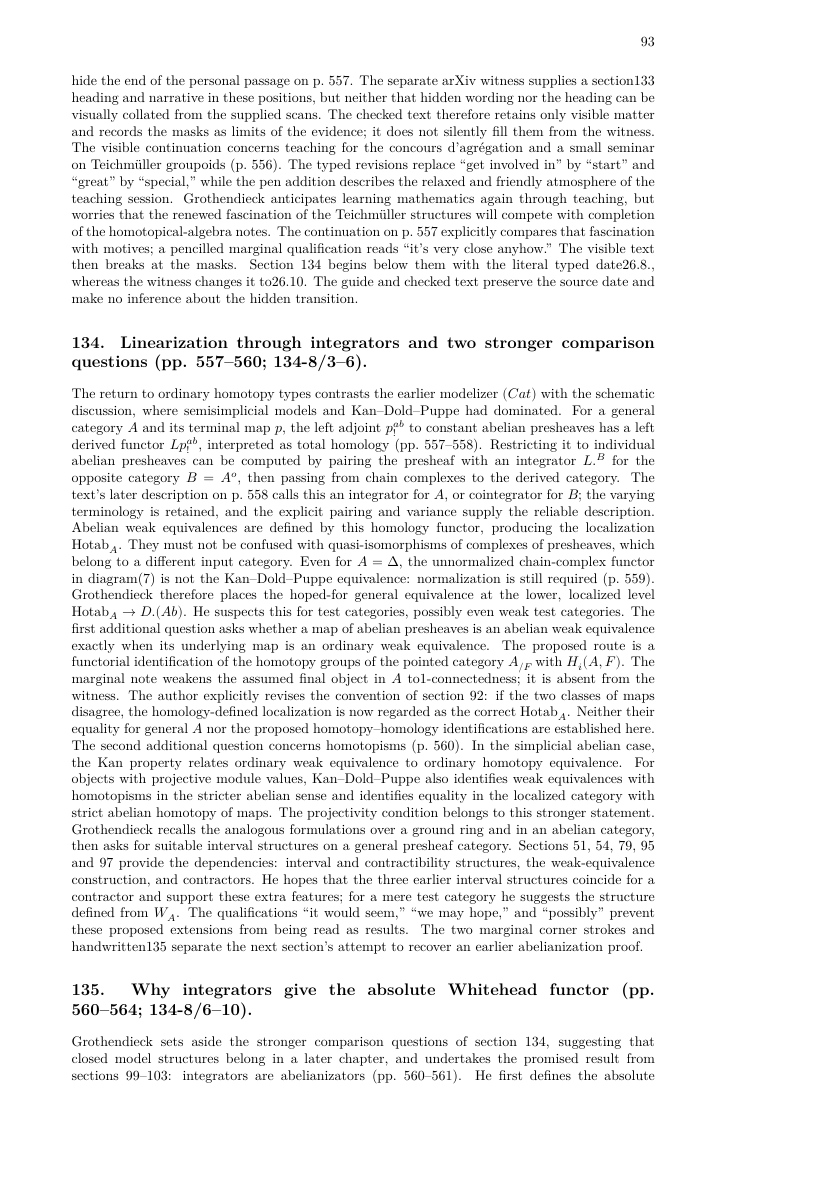 93
hide the end of the personal passage on p. 557. The separate arXiv witness supplies a section133
heading and narrative in these positions, but neither that hidden wording nor the heading can be
visually collated from the supplied scans. The checked text therefore retains only visible matter
and records the masks as limits of the evidence; it does not silently fill them from the witness.
The visible continuation concerns teaching for the concours d'agrégation and a small seminar
on Teichmüller groupoids (p. 556). The typed revisions replace “get involved in” by “start” and
“great” by “special,” while the pen addition describes the relaxed and friendly atmosphere of the
teaching session. Grothendieck anticipates learning mathematics again through teaching, but
worries that the renewed fascination of the Teichmüller structures will compete with completion
of the homotopical-algebra notes. The continuation on p. 557 explicitly compares that fascination
with motives; a pencilled marginal qualification reads “it's very close anyhow.” The visible text
then breaks at the masks. Section 134 begins below them with the literal typed date26.8.,
whereas the witness changes it to26.10. The guide and checked text preserve the source date and
make no inference about the hidden transition.
134. Linearization through integrators and two stronger comparison
questions (pp. 557–560; 134-8/3–6).
The return to ordinary homotopy types contrasts the earlier modelizer (Cat) with the schematic
discussion, where semisimplicial models and Kan–Dold–Puppe had dominated. For a general
category A and its terminal map p, the left adjoint p_!^{ab} to constant abelian presheaves has a left
derived functor Lp_!^{ab}, interpreted as total homology (pp. 557–558). Restricting it to individual
abelian presheaves can be computed by pairing the presheaf with an integrator L.^B for the
opposite category B = A^o, then passing from chain complexes to the derived category. The
text's later description on p. 558 calls this an integrator for A, or cointegrator for B; the varying
terminology is retained, and the explicit pairing and variance supply the reliable description.
Abelian weak equivalences are defined by this homology functor, producing the localization
Hotab_A. They must not be confused with quasi-isomorphisms of complexes of presheaves, which
belong to a different input category. Even for A = Δ, the unnormalized chain-complex functor
in diagram(7) is not the Kan–Dold–Puppe equivalence: normalization is still required (p. 559).
Grothendieck therefore places the hoped-for general equivalence at the lower, localized level
Hotab_A → D.(Ab). He suspects this for test categories, possibly even weak test categories. The
first additional question asks whether a map of abelian presheaves is an abelian weak equivalence
exactly when its underlying map is an ordinary weak equivalence. The proposed route is a
functorial identification of the homotopy groups of the pointed category A_{/F} with H_i(A, F). The
marginal note weakens the assumed final object in A to1-connectedness; it is absent from the
witness. The author explicitly revises the convention of section 92: if the two classes of maps
disagree, the homology-defined localization is now regarded as the correct Hotab_A. Neither their
equality for general A nor the proposed homotopy–homology identifications are established here.
The second additional question concerns homotopisms (p. 560). In the simplicial abelian case,
the Kan property relates ordinary weak equivalence to ordinary homotopy equivalence. For
objects with projective module values, Kan–Dold–Puppe also identifies weak equivalences with
homotopisms in the stricter abelian sense and identifies equality in the localized category with
strict abelian homotopy of maps. The projectivity condition belongs to this stronger statement.
Grothendieck recalls the analogous formulations over a ground ring and in an abelian category,
then asks for suitable interval structures on a general presheaf category. Sections 51, 54, 79, 95
and 97 provide the dependencies: interval and contractibility structures, the weak-equivalence
construction, and contractors. He hopes that the three earlier interval structures coincide for a
contractor and support these extra features; for a mere test category he suggests the structure
defined from W_A. The qualifications “it would seem,” “we may hope,” and “possibly” prevent
these proposed extensions from being read as results. The two marginal corner strokes and
handwritten135 separate the next section's attempt to recover an earlier abelianization proof.
135. Why integrators give the absolute Whitehead functor (pp.
560–564; 134-8/6–10).
Grothendieck sets aside the stronger comparison questions of section 134, suggesting that
closed model structures belong in a later chapter, and undertakes the promised result from
sections 99–103: integrators are abelianizators (pp. 560–561). He first defines the absolute